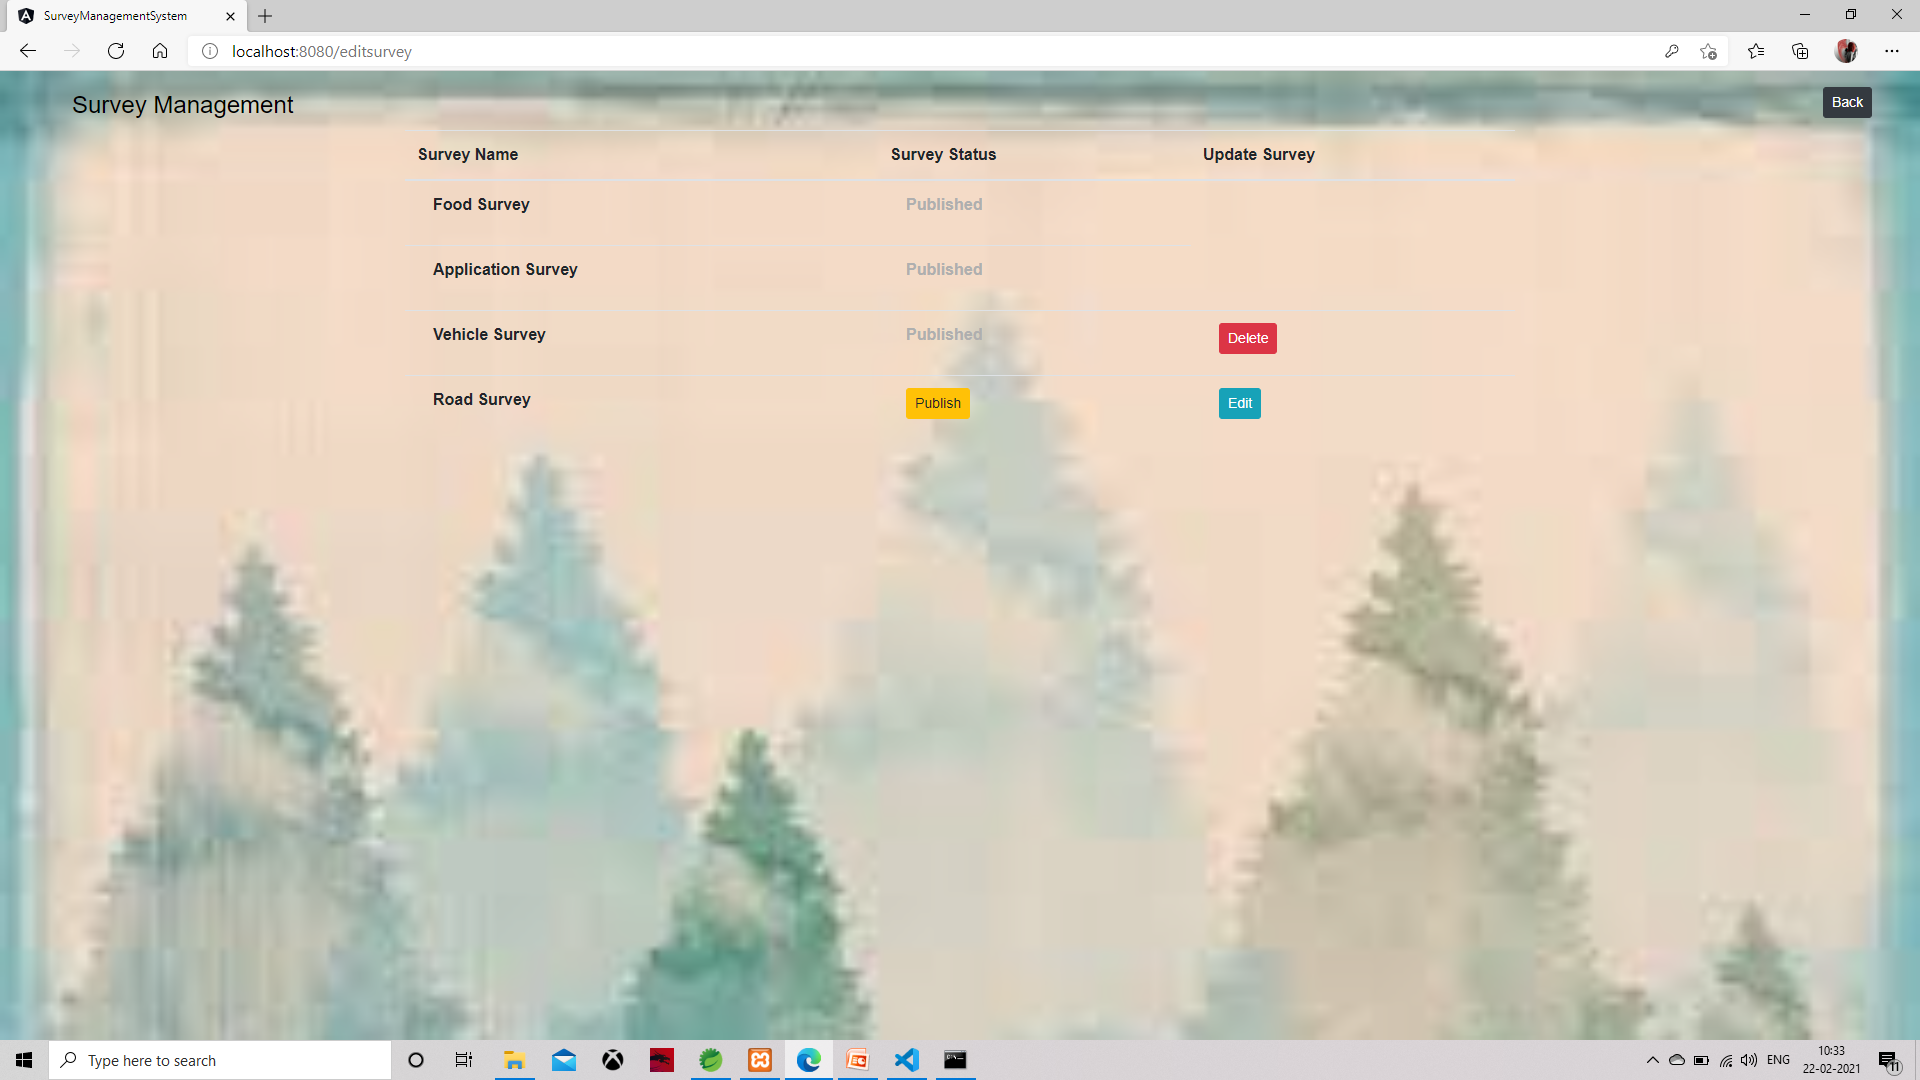 SurveyManagementSystem
localhost:8080/editsurvey
Survey Management
Back
Survey Name Survey Status Update Survey
Food Survey Published
Application Survey Published
Vehicle Survey Published Delete
Road Survey Publish Edit
Type here to search
ENG
10:33
22-02-2021
11